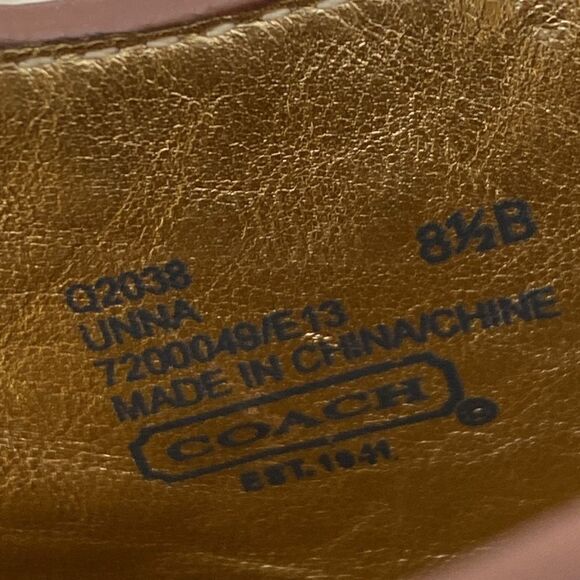 Q2038
8½B
UNNA
7200049/E13
MADE IN CHINA/CHINE
COACH
EST. 1941